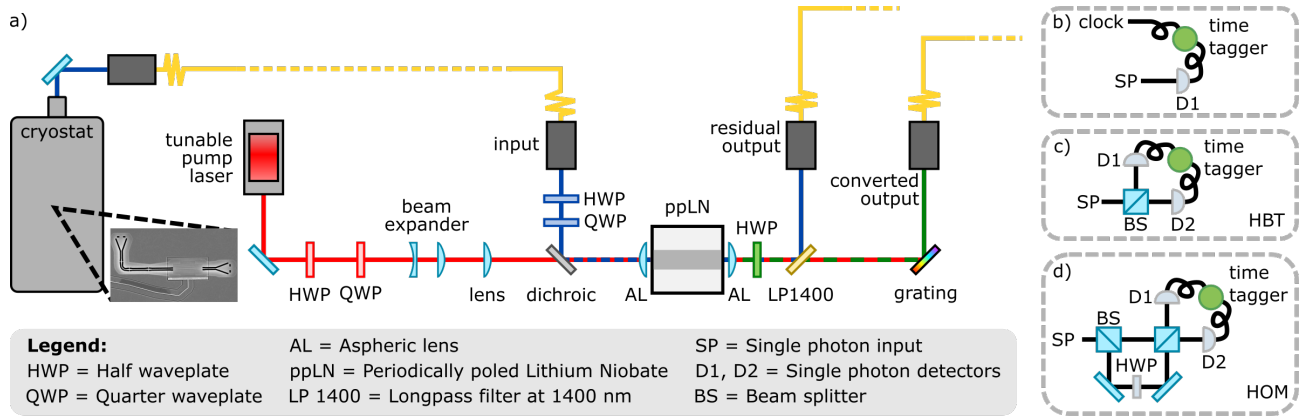 a)
cryostat
tunable
pump
laser
input
residual
output
converted
output
HWP
QWP
beam
expander
ppLN
HWP
HWP
QWP
lens
dichroic
AL
AL
LP1400
grating
Legend:
HWP = Half waveplate
QWP = Quarter waveplate
AL = Aspheric lens
ppLN = Periodically poled Lithium Niobate
LP 1400 = Longpass filter at 1400 nm
SP = Single photon input
D1, D2 = Single photon detectors
BS = Beam splitter
b) clock
time
tagger
SP
D1
c)
D1
time
tagger
SP
BS
D2
HBT
d)
D1
time
tagger
BS
SP
HWP
D2
HOM